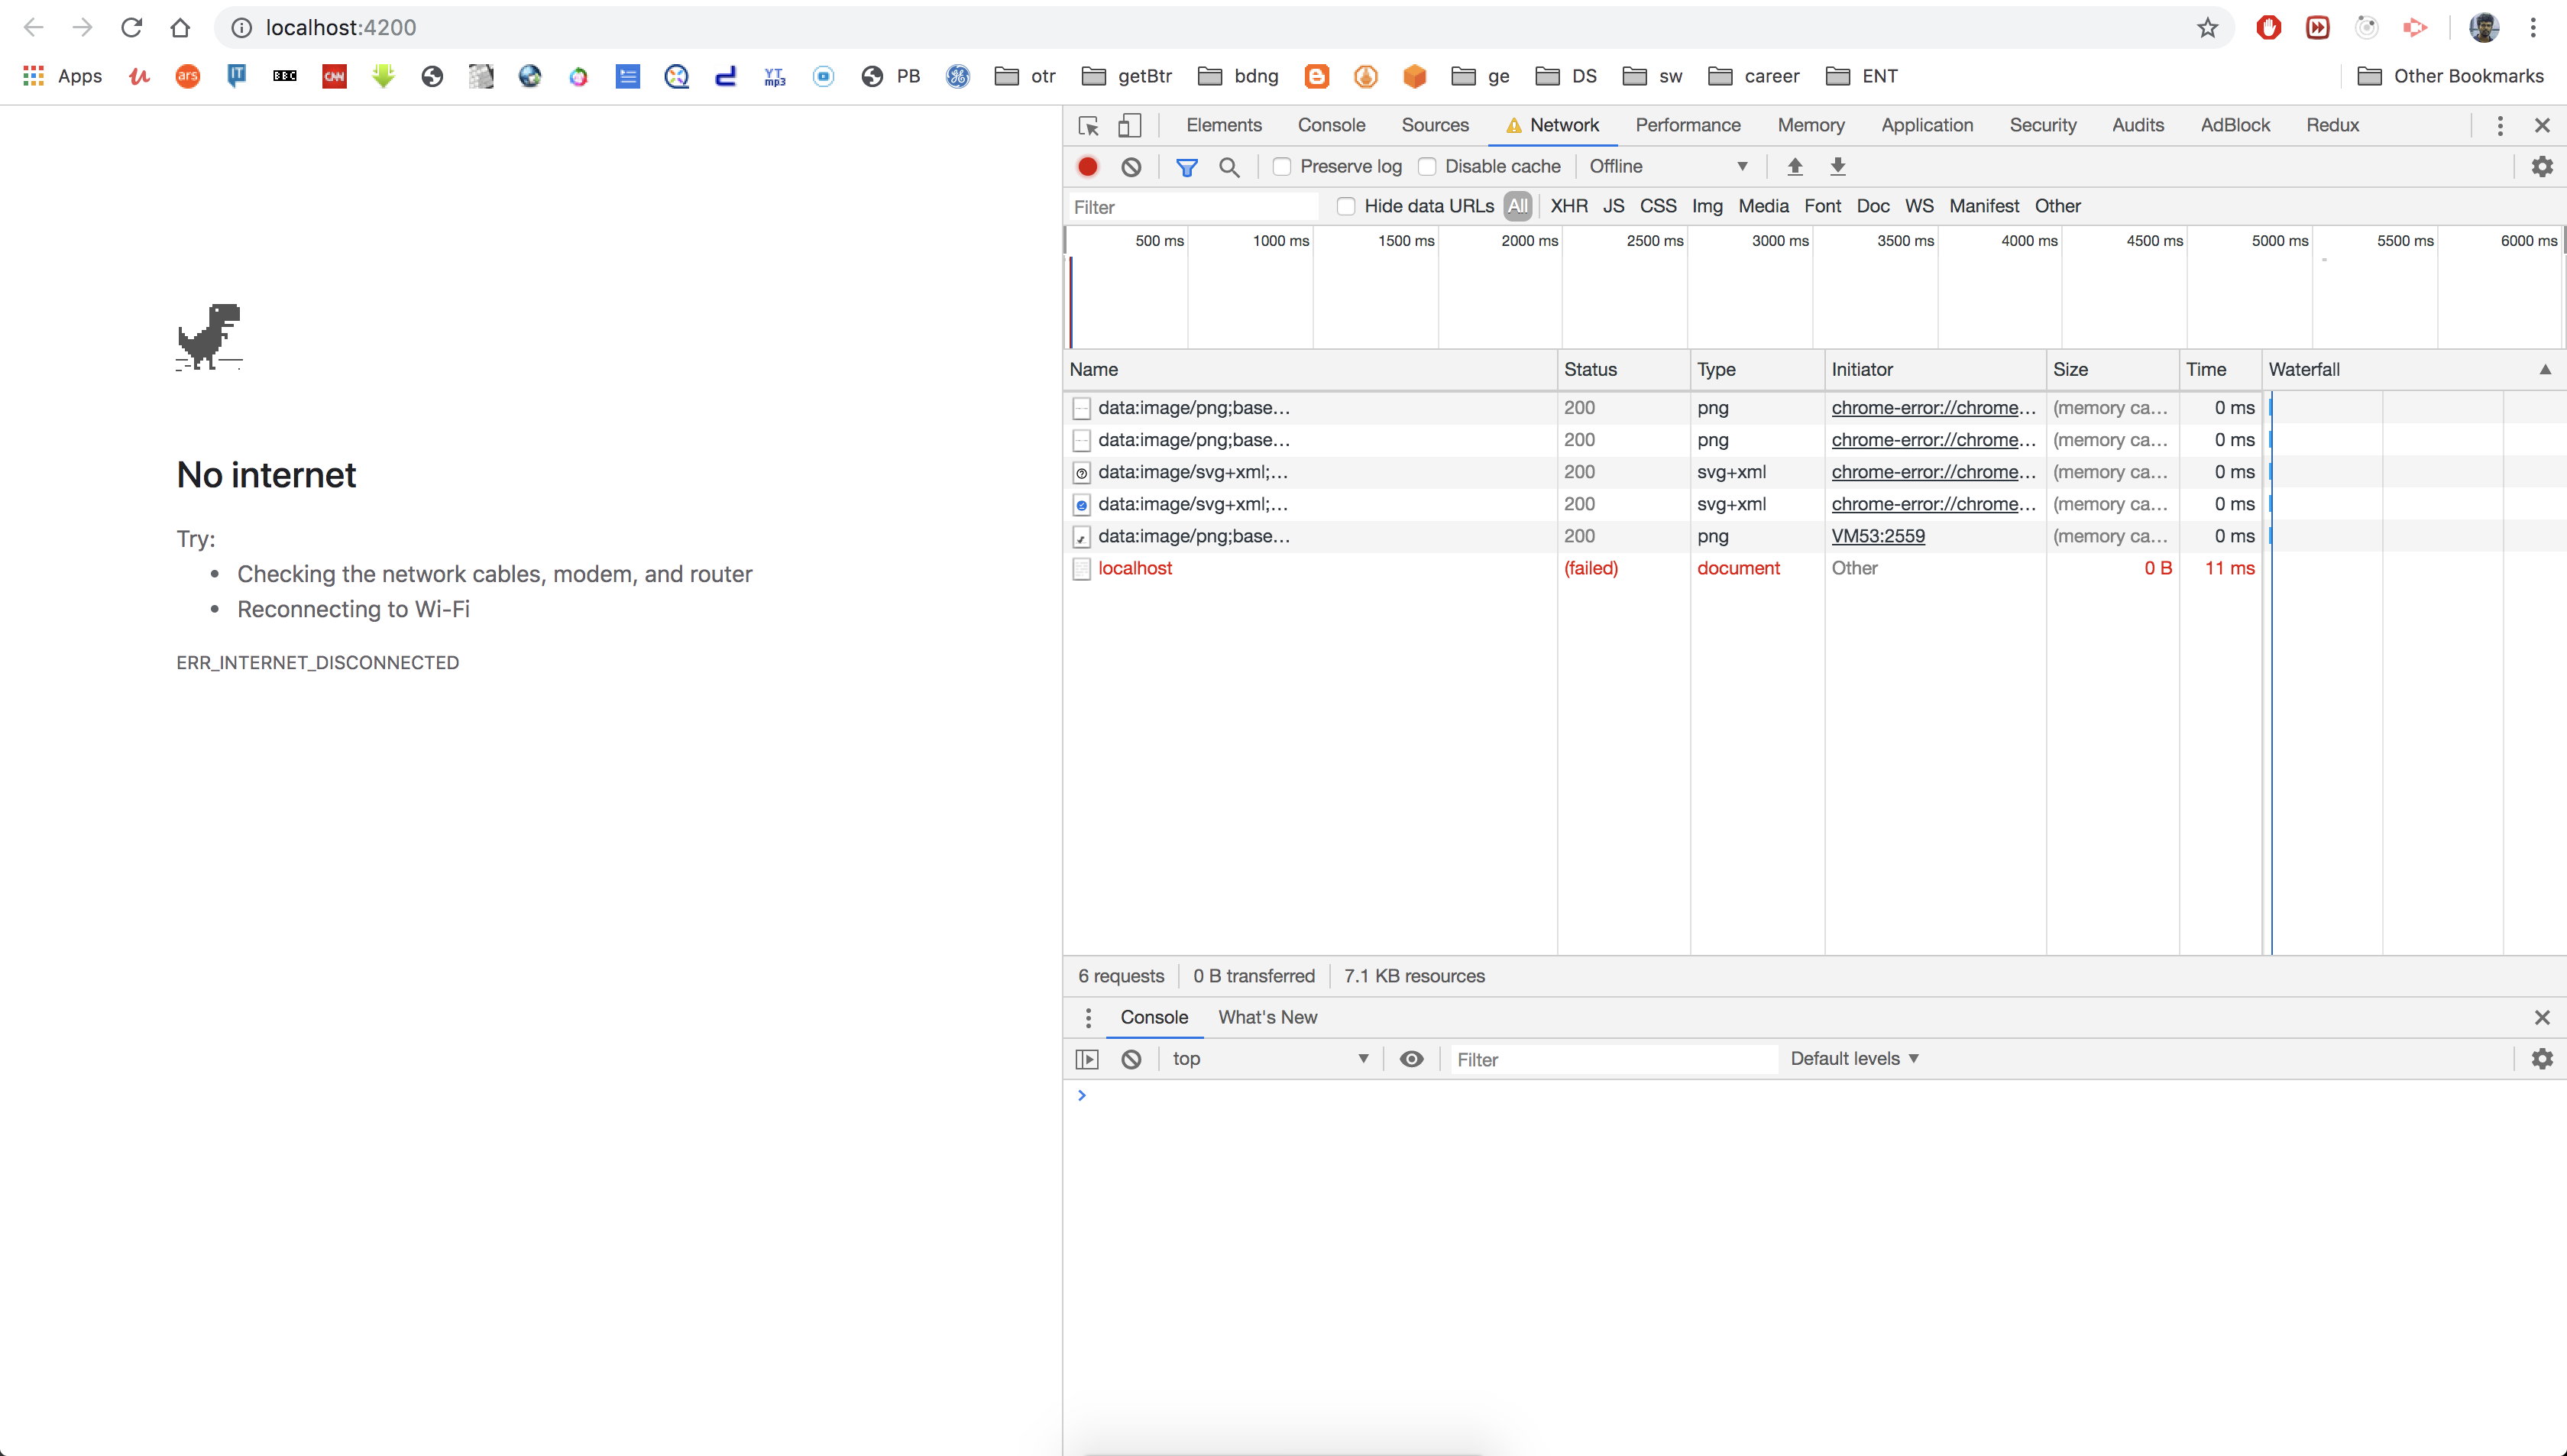 localhost:4200
Apps
ars
IT
BBC
CNN
YT mp3
PB
otr
getBtr
bdng
ge
DS
sw
career
ENT
Other Bookmarks
Elements Console Sources Network Performance Memory Application Security Audits AdBlock Redux
Preserve log Disable cache Offline
Filter Hide data URLs All XHR JS CSS Img Media Font Doc WS Manifest Other
500 ms 1000 ms 1500 ms 2000 ms 2500 ms 3000 ms 3500 ms 4000 ms 4500 ms 5000 ms 5500 ms 6000 ms
Name Status Type Initiator Size Time Waterfall
data:image/png;base… 200 png chrome-error://chrome… (memory ca… 0 ms
data:image/png;base… 200 png chrome-error://chrome… (memory ca… 0 ms
data:image/svg+xml;… 200 svg+xml chrome-error://chrome… (memory ca… 0 ms
data:image/svg+xml;… 200 svg+xml chrome-error://chrome… (memory ca… 0 ms
data:image/png;base… 200 png VM53:2559 (memory ca… 0 ms
localhost (failed) document Other 0 B 11 ms
6 requests 0 B transferred 7.1 KB resources
Console What's New
top Filter Default levels
No internet
Try:
• Checking the network cables, modem, and router
• Reconnecting to Wi-Fi
ERR_INTERNET_DISCONNECTED